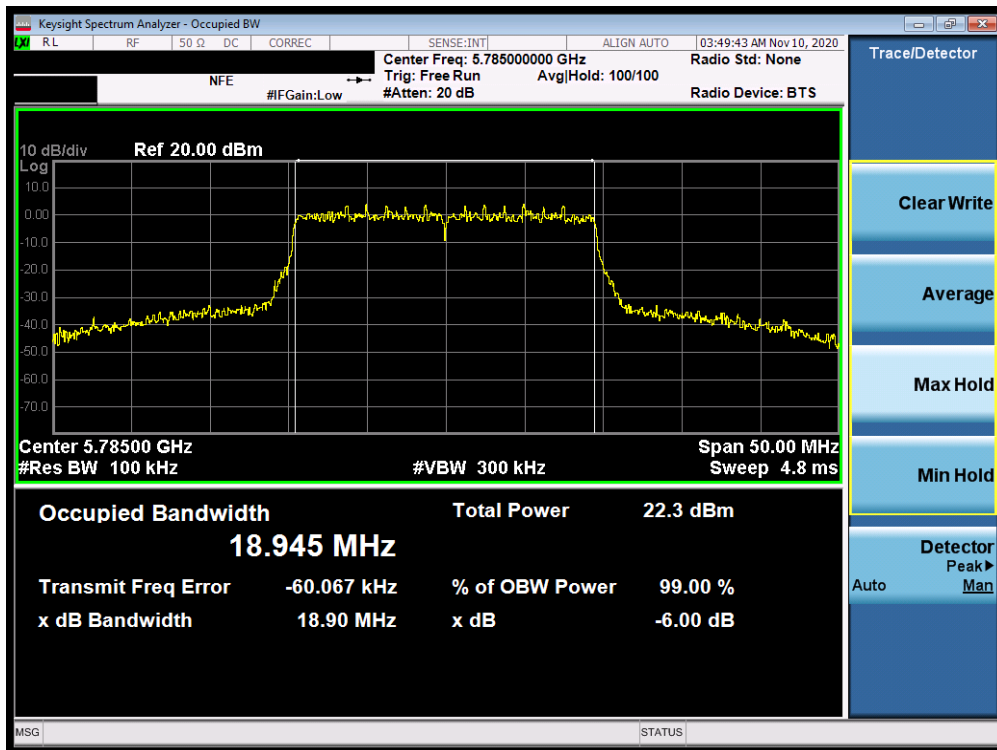 Keysight Spectrum Analyzer - Occupied BW
LXI RL RF 50 Ω DC CORREC SENSE:INT ALIGN AUTO 03:49:43 AM Nov 10, 2020
Center Freq: 5.785000000 GHz Radio Std: None
NFE Trig: Free Run Avg|Hold: 100/100
#IFGain:Low #Atten: 20 dB Radio Device: BTS
Trace/Detector
10 dB/div Ref 20.00 dBm
Log
10.0
0.00
-10.0
-20.0
-30.0
-40.0
-50.0
-60.0
-70.0
Center 5.78500 GHz Span 50.00 MHz
#Res BW 100 kHz #VBW 300 kHz Sweep 4.8 ms
Occupied Bandwidth Total Power 22.3 dBm
18.945 MHz
Transmit Freq Error -60.067 kHz % of OBW Power 99.00 %
x dB Bandwidth 18.90 MHz x dB -6.00 dB
Clear Write
Average
Max Hold
Min Hold
Detector
Peak▶
Auto Man
MSG STATUS